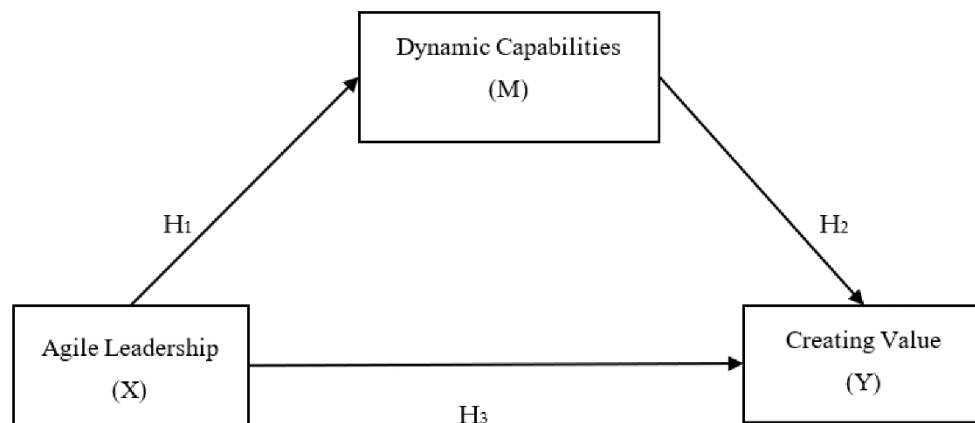 Dynamic Capabilities
(M)
H1
H2
Agile Leadership
(X)
Creating Value
(Y)
H3